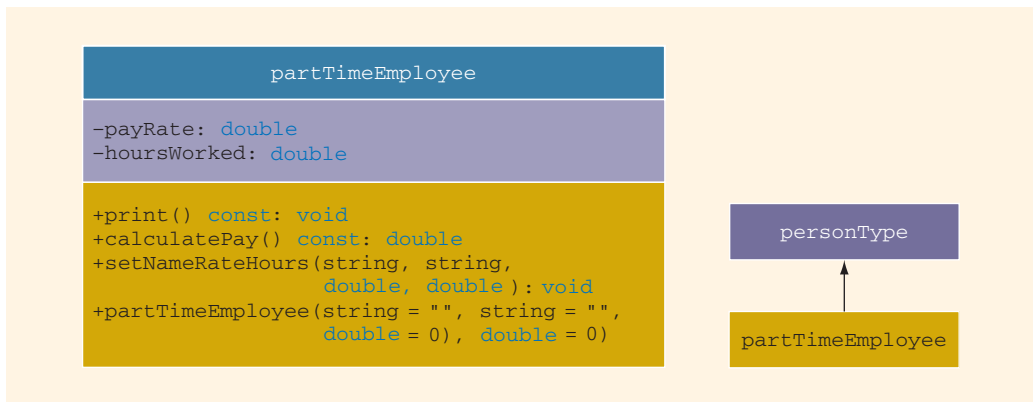 partTimeEmployee
-payRate: double
-hoursWorked: double
+print() const: void
+calculatePay() const: double
+setNameRateHours(string, string,
double, double ): void
+partTimeEmployee(string = "", string = "",
double = 0), double = 0)
personType
partTimeEmployee